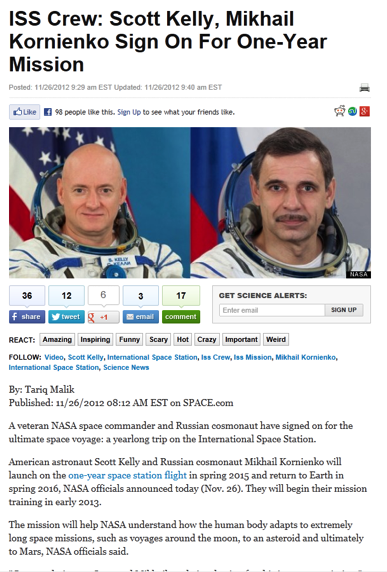 ISS Crew: Scott Kelly, Mikhail
Kornienko Sign On For One-Year
Mission
Posted: 11/26/2012 9:29 am EST Updated: 11/26/2012 9:40 am EST
Like
98 people like this. Sign Up to see what your friends like.
S. KELLY
NASA
36 12 6 3 17
share tweet +1 email comment
GET SCIENCE ALERTS:
Enter email SIGN UP
REACT: Amazing Inspiring Funny Scary Hot Crazy Important Weird
FOLLOW: Video, Scott Kelly, International Space Station, Iss Crew, Iss Mission, Mikhail Kornienko,
International Space Station, Science News
By: Tariq Malik
Published: 11/26/2012 08:12 AM EST on SPACE.com
A veteran NASA space commander and Russian cosmonaut have signed on for the
ultimate space voyage: a yearlong trip on the International Space Station.
American astronaut Scott Kelly and Russian cosmonaut Mikhail Kornienko will
launch on the one-year space station flight in spring 2015 and return to Earth in
spring 2016, NASA officials announced today (Nov. 26). They will begin their mission
training in early 2013.
The mission will help NASA understand how the human body adapts to extremely
long space missions, such as voyages around the moon, to an asteroid and ultimately
to Mars, NASA officials said.